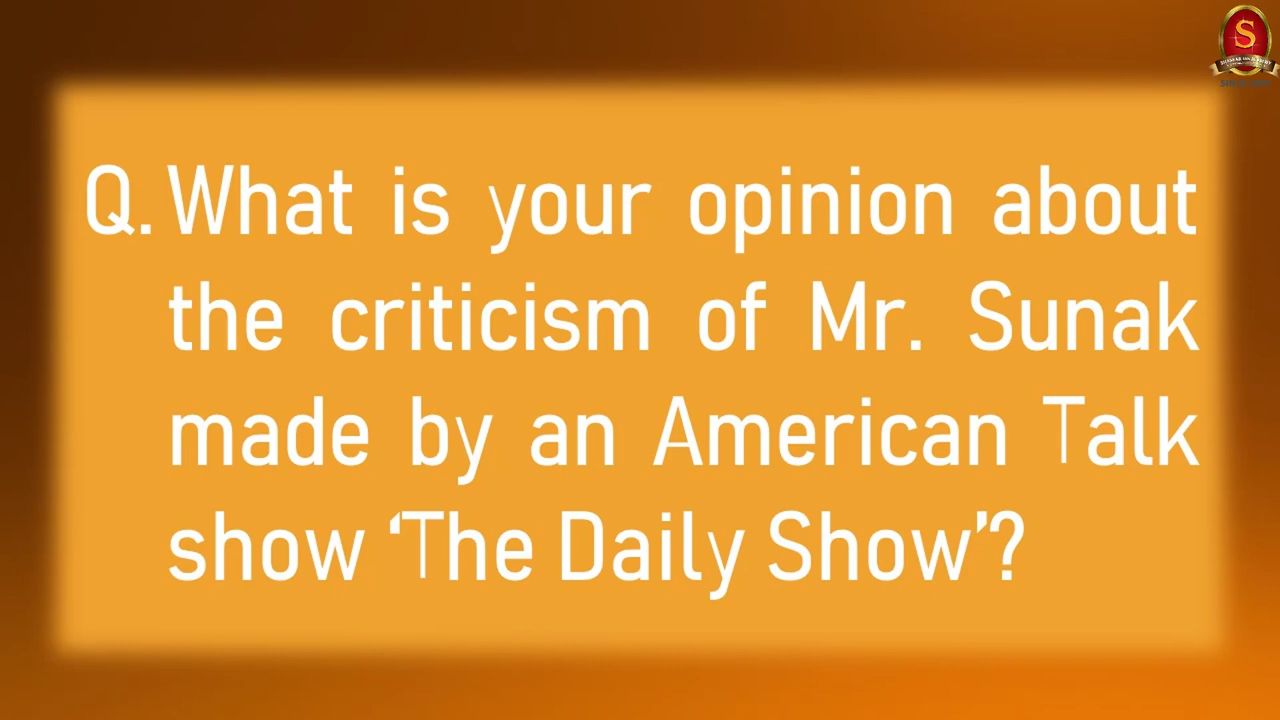 S
Q. What is your opinion about
the criticism of Mr. Sunak
made by an American Talk
show ‘The Daily Show’?